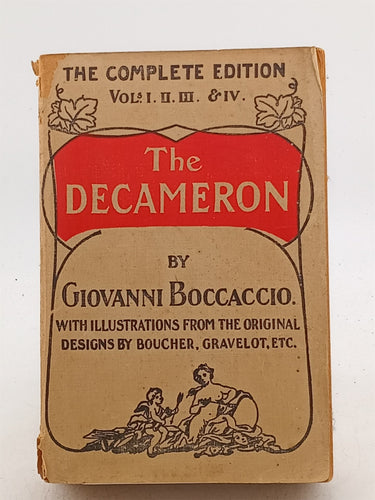 THE COMPLETE EDITION
VOLS I. II. III. & IV.
The
DECAMERON
BY
GIOVANNI BOCCACCIO.
WITH ILLUSTRATIONS FROM THE ORIGINAL
DESIGNS BY BOUCHER, GRAVELOT, ETC.